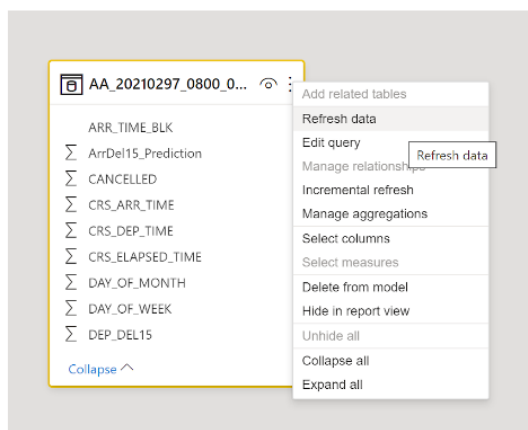 AA_20210297_0800_0...
ARR_TIME_BLK
ArrDel15_Prediction
CANCELLED
CRS_ARR_TIME
CRS_DEP_TIME
CRS_ELAPSED_TIME
DAY_OF_MONTH
DAY_OF_WEEK
DEP_DEL15
Collapse
Add related tables
Refresh data
Edit query
Refresh data
Manage relationships
Incremental refresh
Manage aggregations
Select columns
Select measures
Delete from model
Hide in report view
Unhide all
Collapse all
Expand all